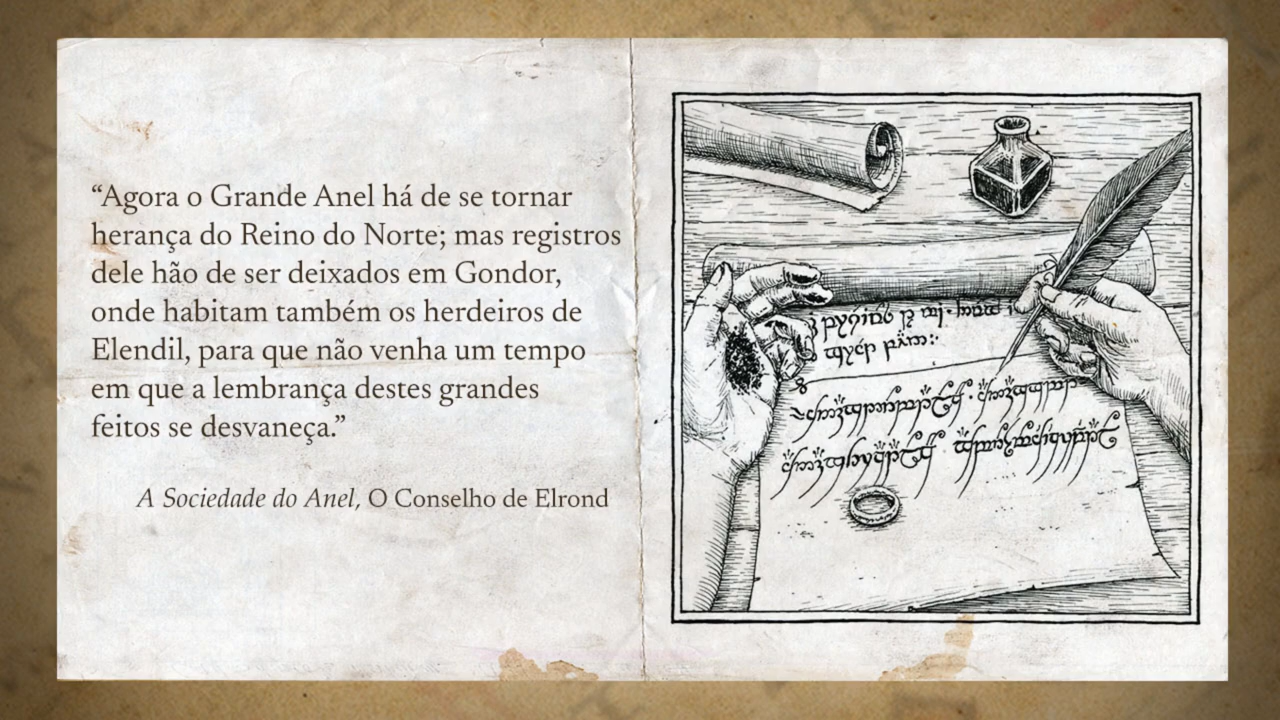 “Agora o Grande Anel há de se tornar
herança do Reino do Norte; mas registros
dele hão de ser deixados em Gondor,
onde habitam também os herdeiros de
Elendil, para que não venha um tempo
em que a lembrança destes grandes
feitos se desvaneça.”
A Sociedade do Anel, O Conselho de Elrond